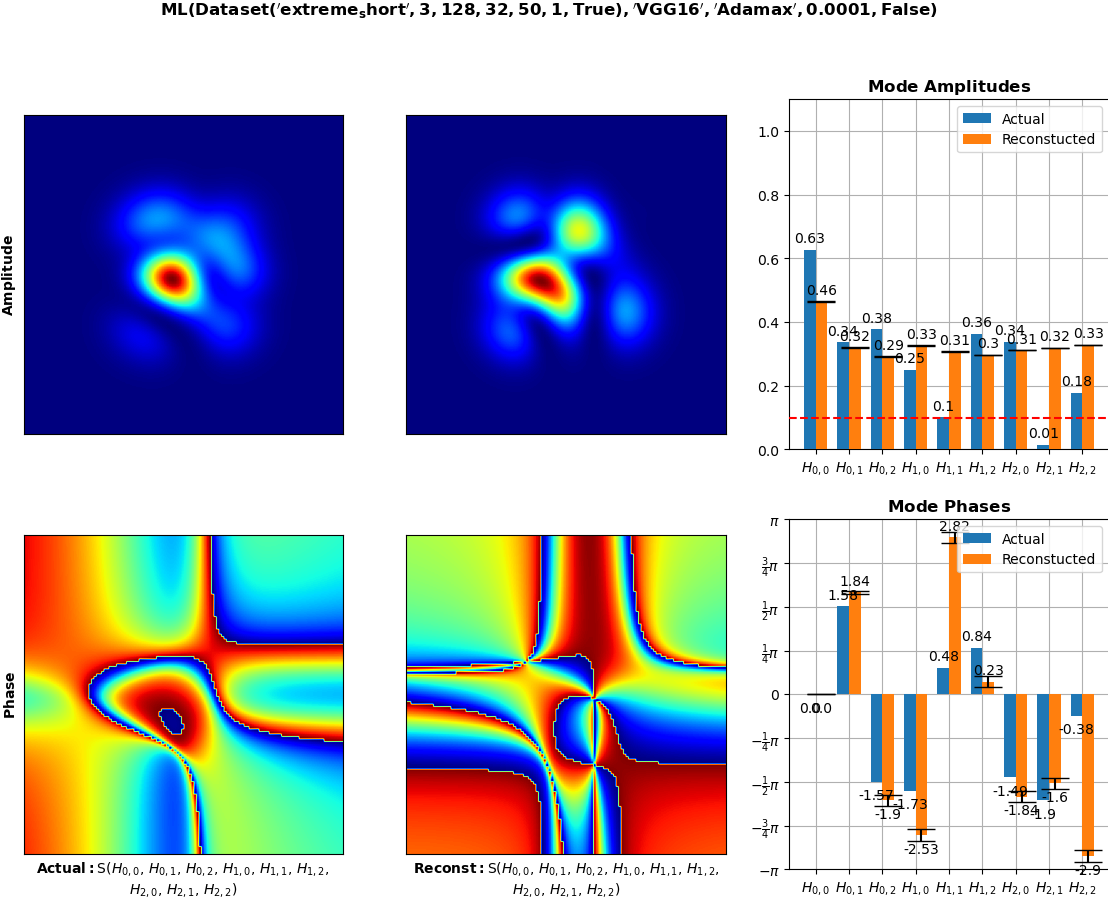 ML(Dataset('extreme_short', 3, 128, 32, 50, 1, True), 'VGG16', 'Adamax', 0.0001, False)
Mode Amplitudes
Actual
Reconstucted
1.0
0.8
0.6
0.4
0.2
0.0
0.63
0.46
0.34
0.32
0.38
0.29
0.25
0.33
0.1
0.31
0.36
0.3
0.34
0.31
0.01
0.32
0.18
0.33
H0,0 H0,1 H0,2 H1,0 H1,1 H1,2 H2,0 H2,1 H2,2
Amplitude
Mode Phases
Actual
Reconstucted
π
3/4π
1/2π
1/4π
0
−1/4π
−1/2π
−3/4π
−π
0.0
0.0
1.58
1.84
-1.57
-1.9
-1.73
-2.53
0.48
2.82
0.84
0.23
-1.49
-1.84
-1.9
-1.6
-0.38
-2.9
H0,0 H0,1 H0,2 H1,0 H1,1 H1,2 H2,0 H2,1 H2,2
Phase
Actual: S(H0,0, H0,1, H0,2, H1,0, H1,1, H1,2,
H2,0, H2,1, H2,2)
Reconst: S(H0,0, H0,1, H0,2, H1,0, H1,1, H1,2,
H2,0, H2,1, H2,2)